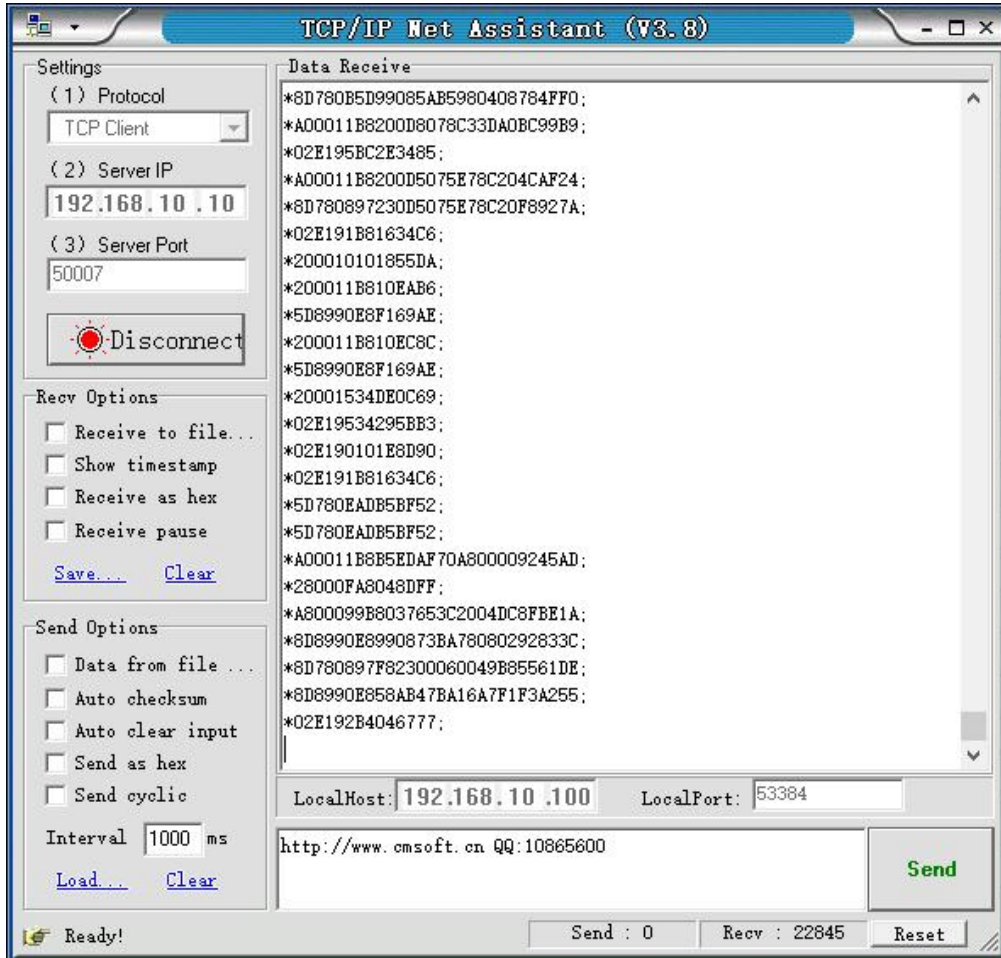 TCP/IP Net Assistant (V3.8)
Settings
(1) Protocol
TCP Client
(2) Server IP
192.168.10.10
(3) Server Port
50007
Disconnect
Recv Options
Receive to file...
Show timestamp
Receive as hex
Receive pause
Save... Clear
Send Options
Data from file ...
Auto checksum
Auto clear input
Send as hex
Send cyclic
Interval 1000 ms
Load... Clear
Data Receive
*8D780B5D99085AB5980408784FF0;
*A00011B8200D8078C33DA0BC99B9;
*02E195BC2E3485;
*A00011B8200D5075E78C204CAF24;
*8D780897230D5075E78C20F8927A;
*02E191B81634C6;
*200010101855DA;
*200011B810EAB6;
*5D8990E8F169AE;
*200011B810EC8C;
*5D8990E8F169AE;
*20001534DE0C69;
*02E19534295BB3;
*02E190101E8D90;
*02E191B81634C6;
*5D780EADB5BF52;
*5D780EADB5BF52;
*A00011B8B5EDAF70A800009245AD;
*28000FA8048DFF;
*A800099B8037653C2004DC8FBE1A;
*8D8990E8990873BA78080292833C;
*8D780897F82300060049B85561DE;
*8D8990E858AB47BA16A7F1F3A255;
*02E192B4046777;
LocalHost: 192.168.10.100 LocalPort: 53384
http://www.cmsoft.cn QQ:10865600
Send
Ready! Send : 0 Recv : 22845 Reset